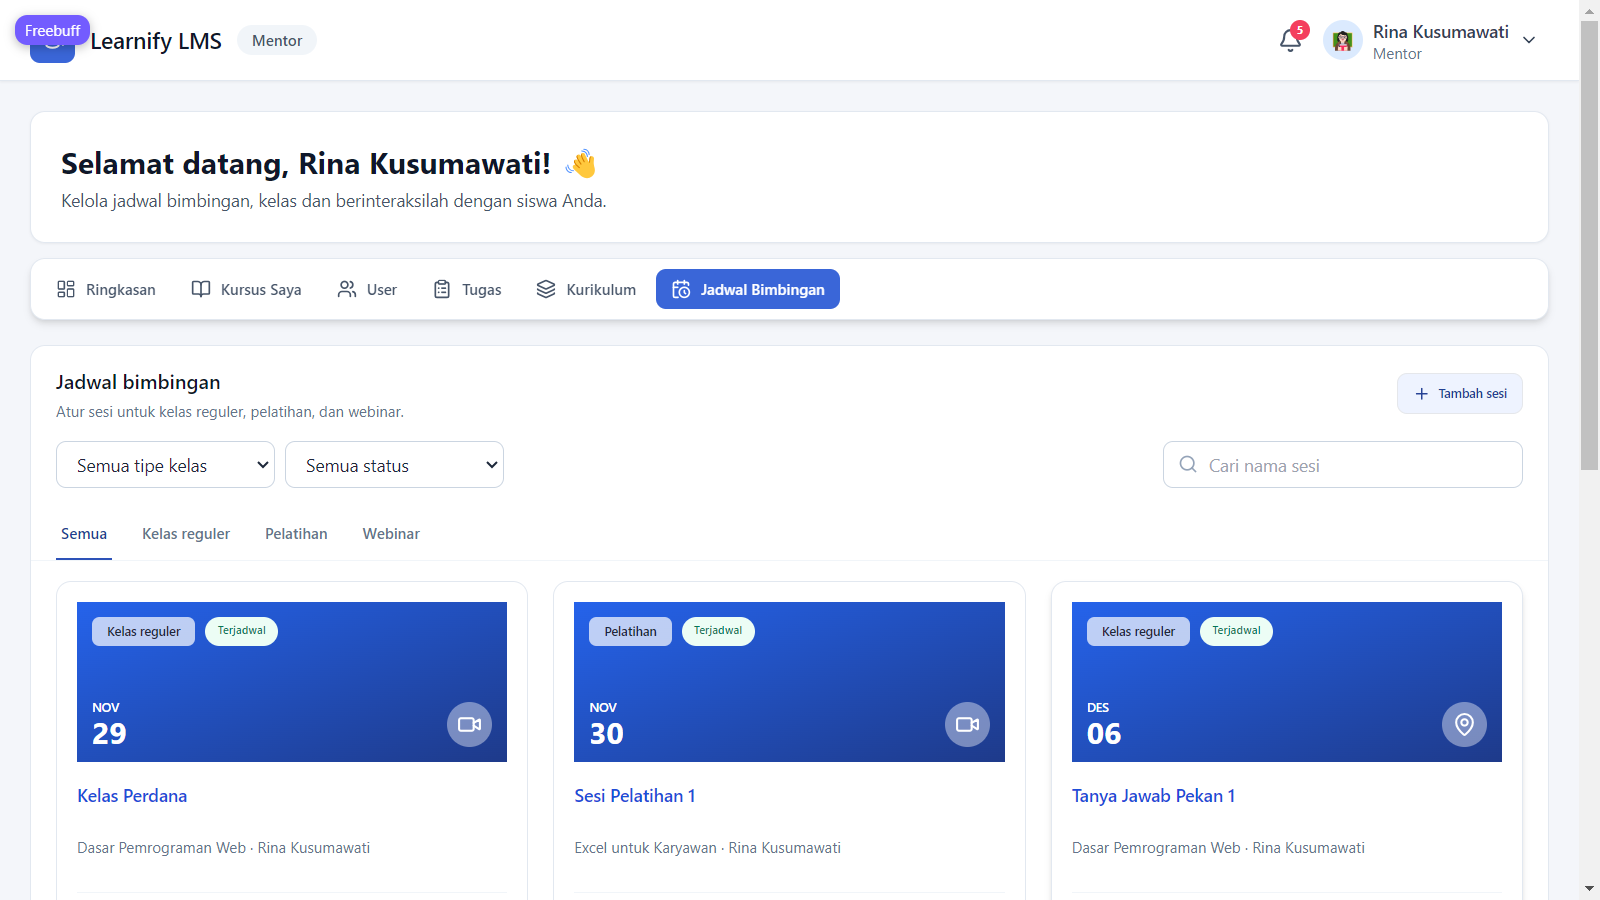 Freebuff
Learnify LMS
Mentor
5
Rina Kusumawati
Mentor
Selamat datang, Rina Kusumawati! 👋
Kelola jadwal bimbingan, kelas dan berinteraksilah dengan siswa Anda.
Ringkasan
Kursus Saya
User
Tugas
Kurikulum
Jadwal Bimbingan
Jadwal bimbingan
Atur sesi untuk kelas reguler, pelatihan, dan webinar.
+ Tambah sesi
Semua tipe kelas
Semua status
Cari nama sesi
Semua
Kelas reguler
Pelatihan
Webinar
Kelas reguler
Terjadwal
NOV
29
Kelas Perdana
Dasar Pemrograman Web · Rina Kusumawati
Pelatihan
Terjadwal
NOV
30
Sesi Pelatihan 1
Excel untuk Karyawan · Rina Kusumawati
Kelas reguler
Terjadwal
DES
06
Tanya Jawab Pekan 1
Dasar Pemrograman Web · Rina Kusumawati